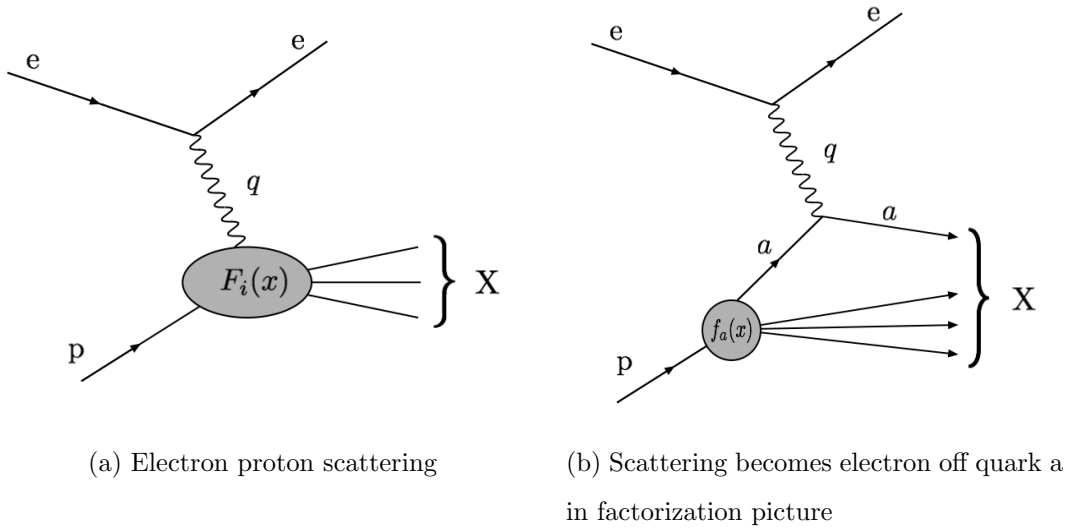 e
e
q
F_i(x)
X
p
(a) Electron proton scattering
e
e
q
a
a
f_a(x)
X
p
(b) Scattering becomes electron off quark a
in factorization picture